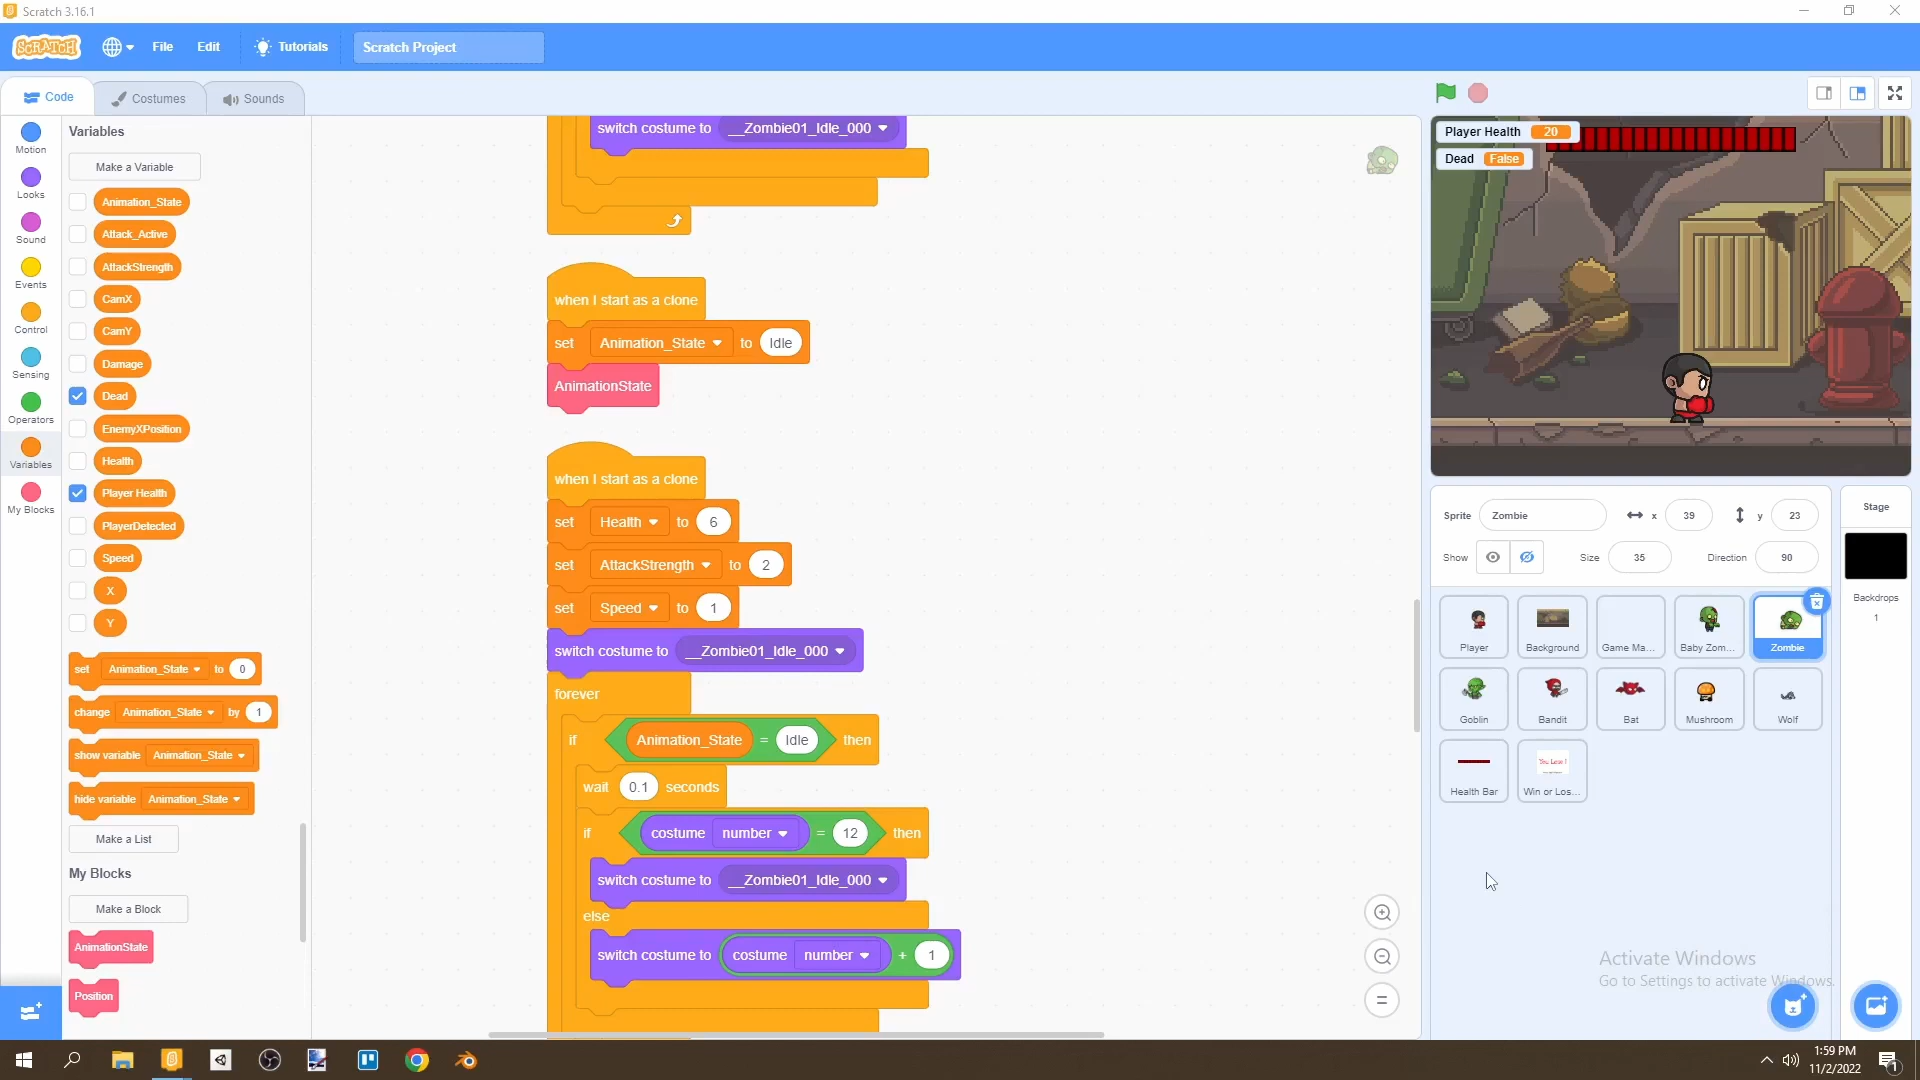 Scratch 3.16.1
SCRATCH
File
Edit
Tutorials
Scratch Project
Code
Costumes
Sounds
Motion
Looks
Sound
Events
Control
Sensing
Operators
Variables
My Blocks
Variables
Make a Variable
Animation_State
Attack_Active
AttackStrength
CamX
CamY
Damage
Dead
EnemyXPosition
Health
Player Health
PlayerDetected
Speed
X
Y
set Animation_State to 0
change Animation_State by 1
show variable Animation_State
hide variable Animation_State
Make a List
My Blocks
Make a Block
AnimationState
Position
switch costume to __Zombie01_Idle_000
when I start as a clone
set Animation_State to Idle
AnimationState
when I start as a clone
set Health to 6
set AttackStrength to 2
set Speed to 1
switch costume to __Zombie01_Idle_000
forever
if Animation_State = Idle then
wait 0.1 seconds
if costume number = 12 then
switch costume to __Zombie01_Idle_000
else
switch costume to costume number + 1
Player Health 20
Dead False
Sprite Zombie x 39 y 23
Show Size 35 Direction 90
Player
Background
Game Ma...
Baby Zom...
Zombie
Goblin
Bandit
Bat
Mushroom
Wolf
Health Bar
You Lose !
Win or Los...
Stage
Backdrops
1
Activate Windows
Go to Settings to activate Windows.
1:59 PM
11/2/2022
1